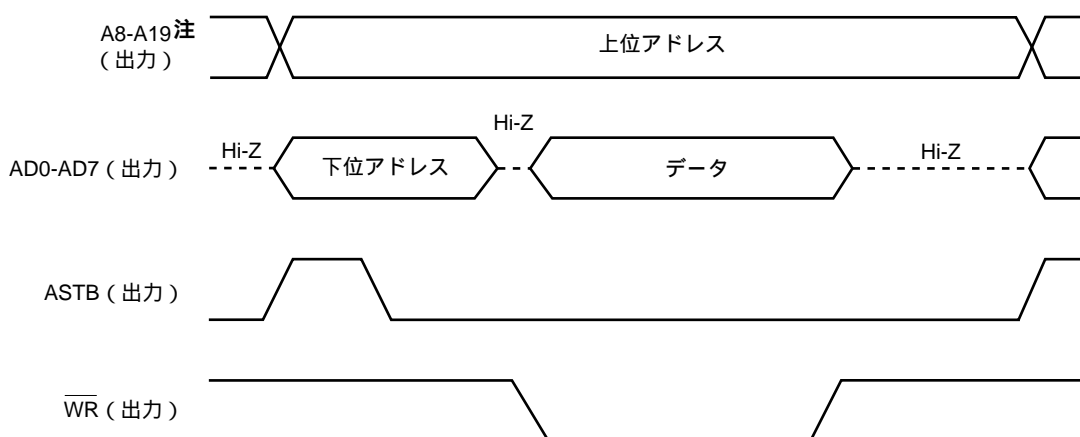 A8-A19注
（出力）
上位アドレス
Hi-Z
AD0-AD7（出力）
Hi-Z
下位アドレス
データ
Hi-Z
ASTB（出力）
WR（出力）